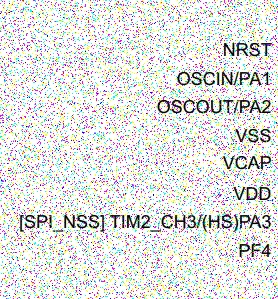 NRST
OSCIN/PA1
OSCOUT/PA2
VSS
VCAP
VDD
[SPI_NSS] TIM2_CH3/(HS)PA3
PF4